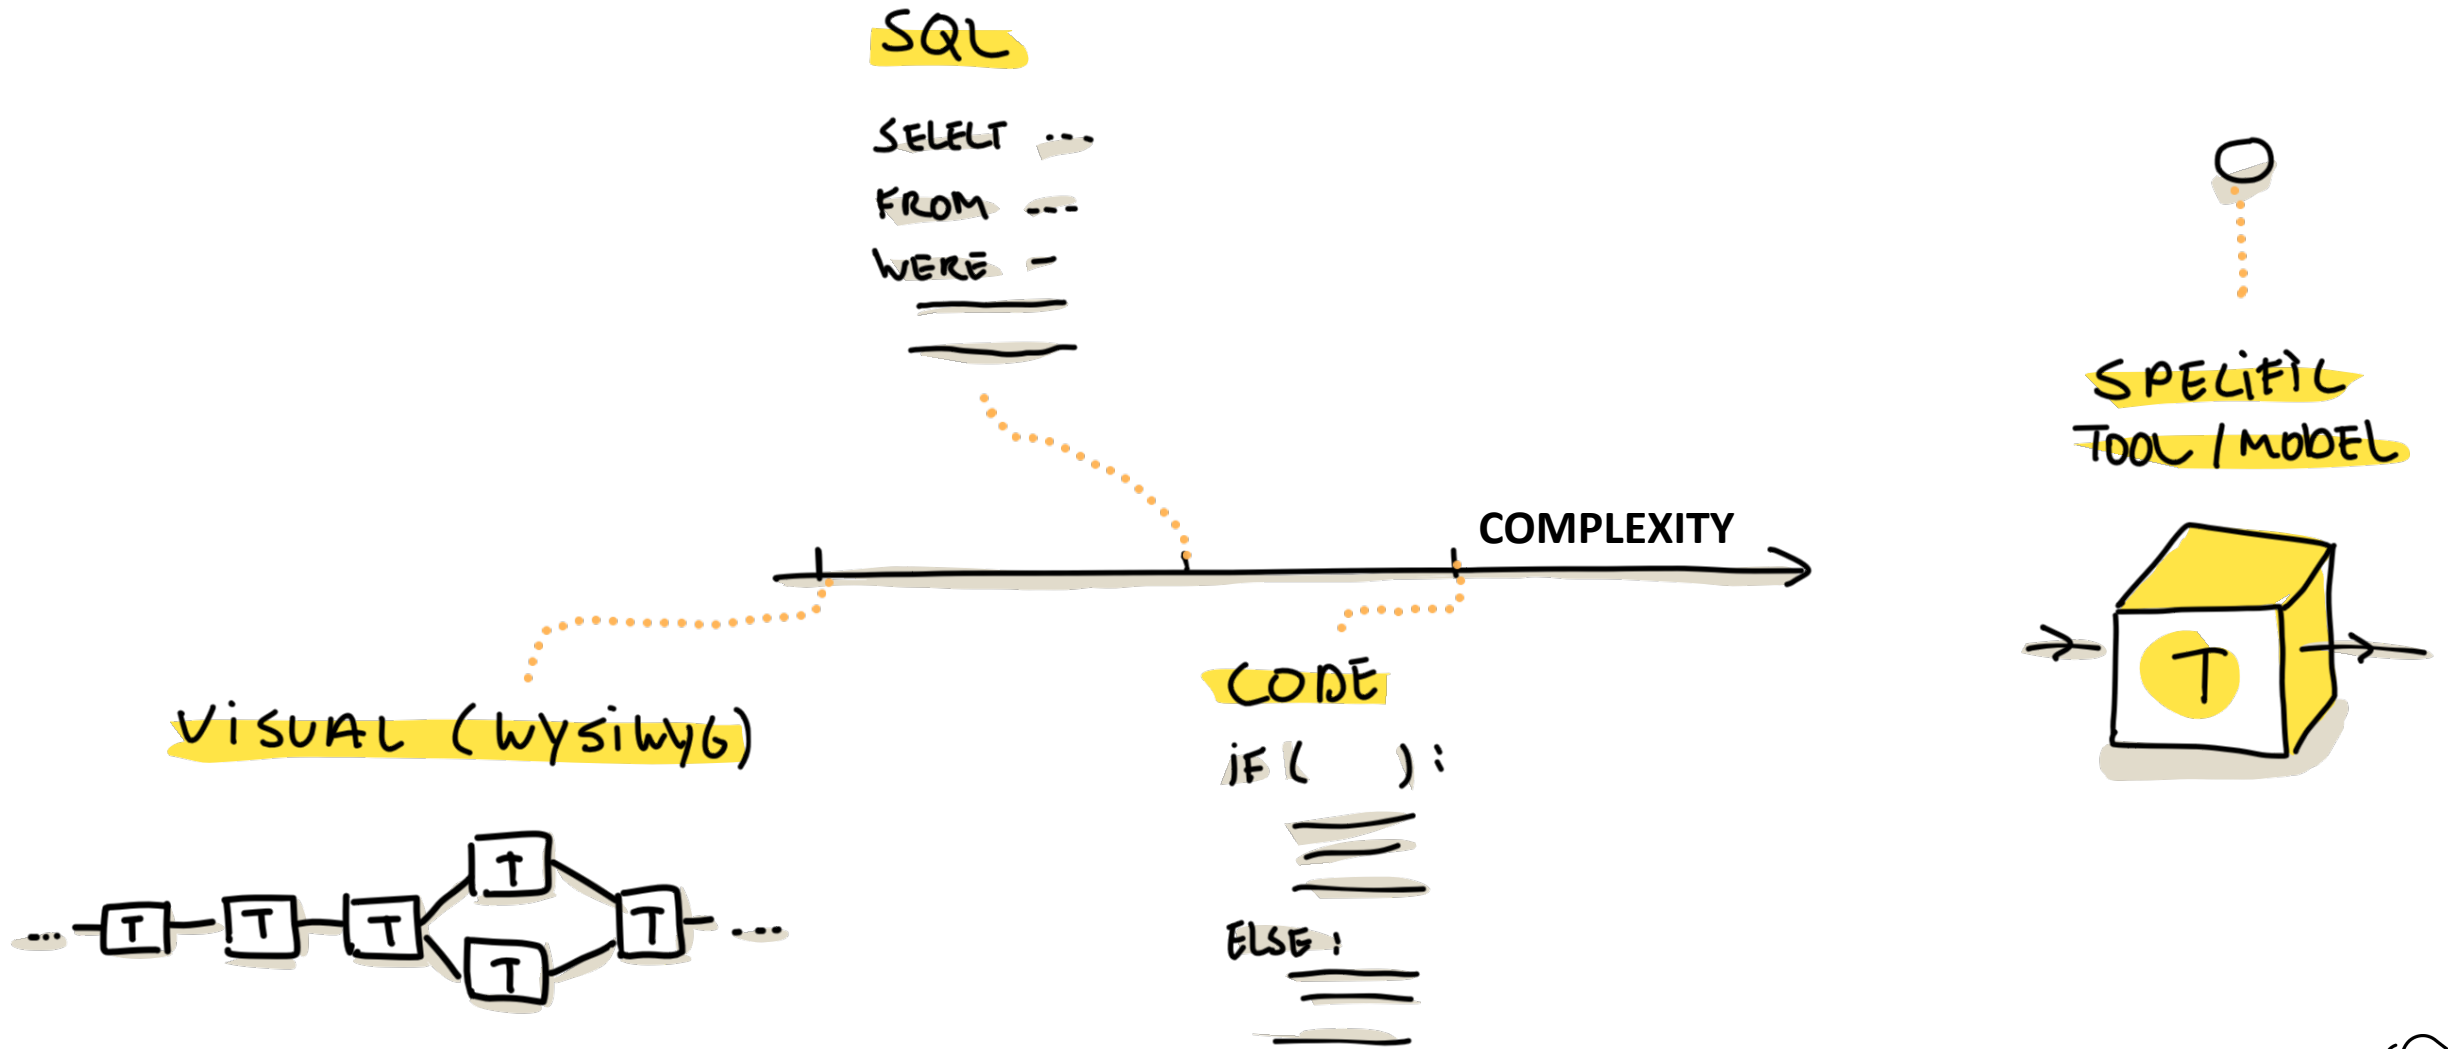 SQL
SELECT ...
FROM ---
WERE -
SPECIFIC
TOOL / MODEL
COMPLEXITY
T
CODE
VISUAL (WYSIWYG)
if ( ) :
T
... T T T T ...
T
ELSE :